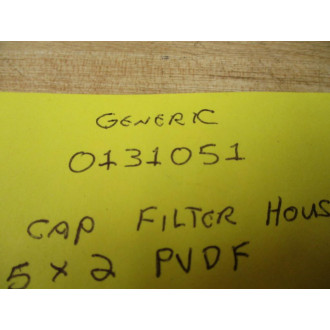 GENERIC
0131051
CAP FILTER HOUS
5 x 2 PVDF